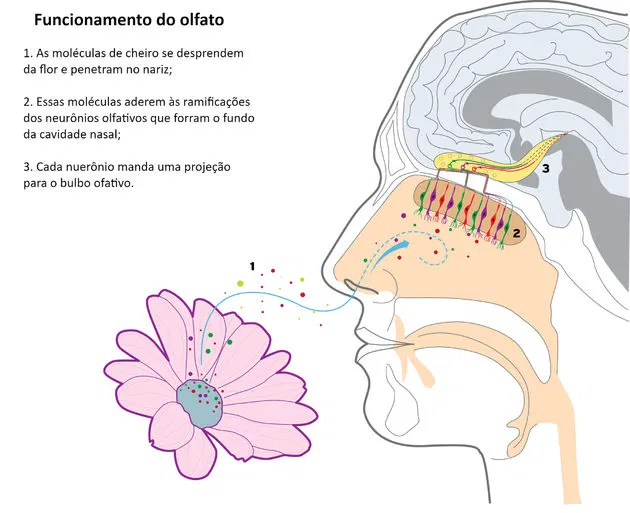 Funcionamento do olfato
1. As moléculas de cheiro se desprendem
da flor e penetram no nariz;
2. Essas moléculas aderem às ramificações
dos neurônios olfativos que forram o fundo
da cavidade nasal;
3. Cada nuerônio manda uma projeção
para o bulbo ofativo.
3
2
1